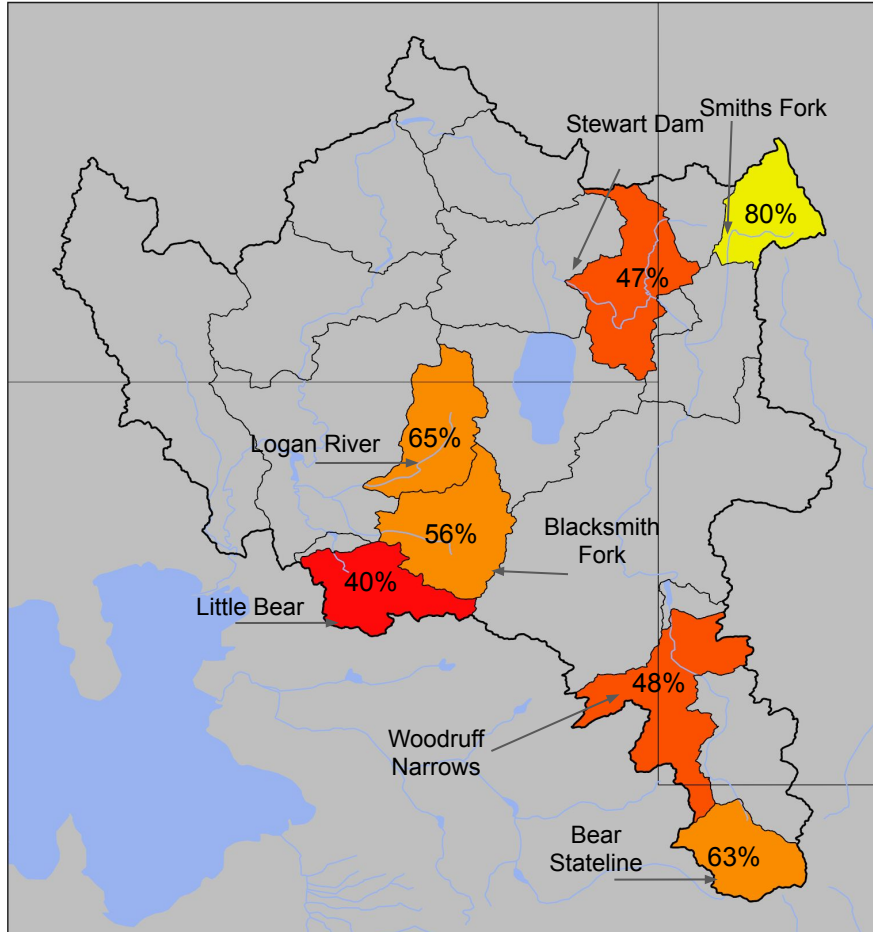 Smiths Fork
Stewart Dam
80%
47%
65%
Logan River
56%
Blacksmith
Fork
40%
Little Bear
48%
Woodruff
Narrows
Bear
Stateline
63%